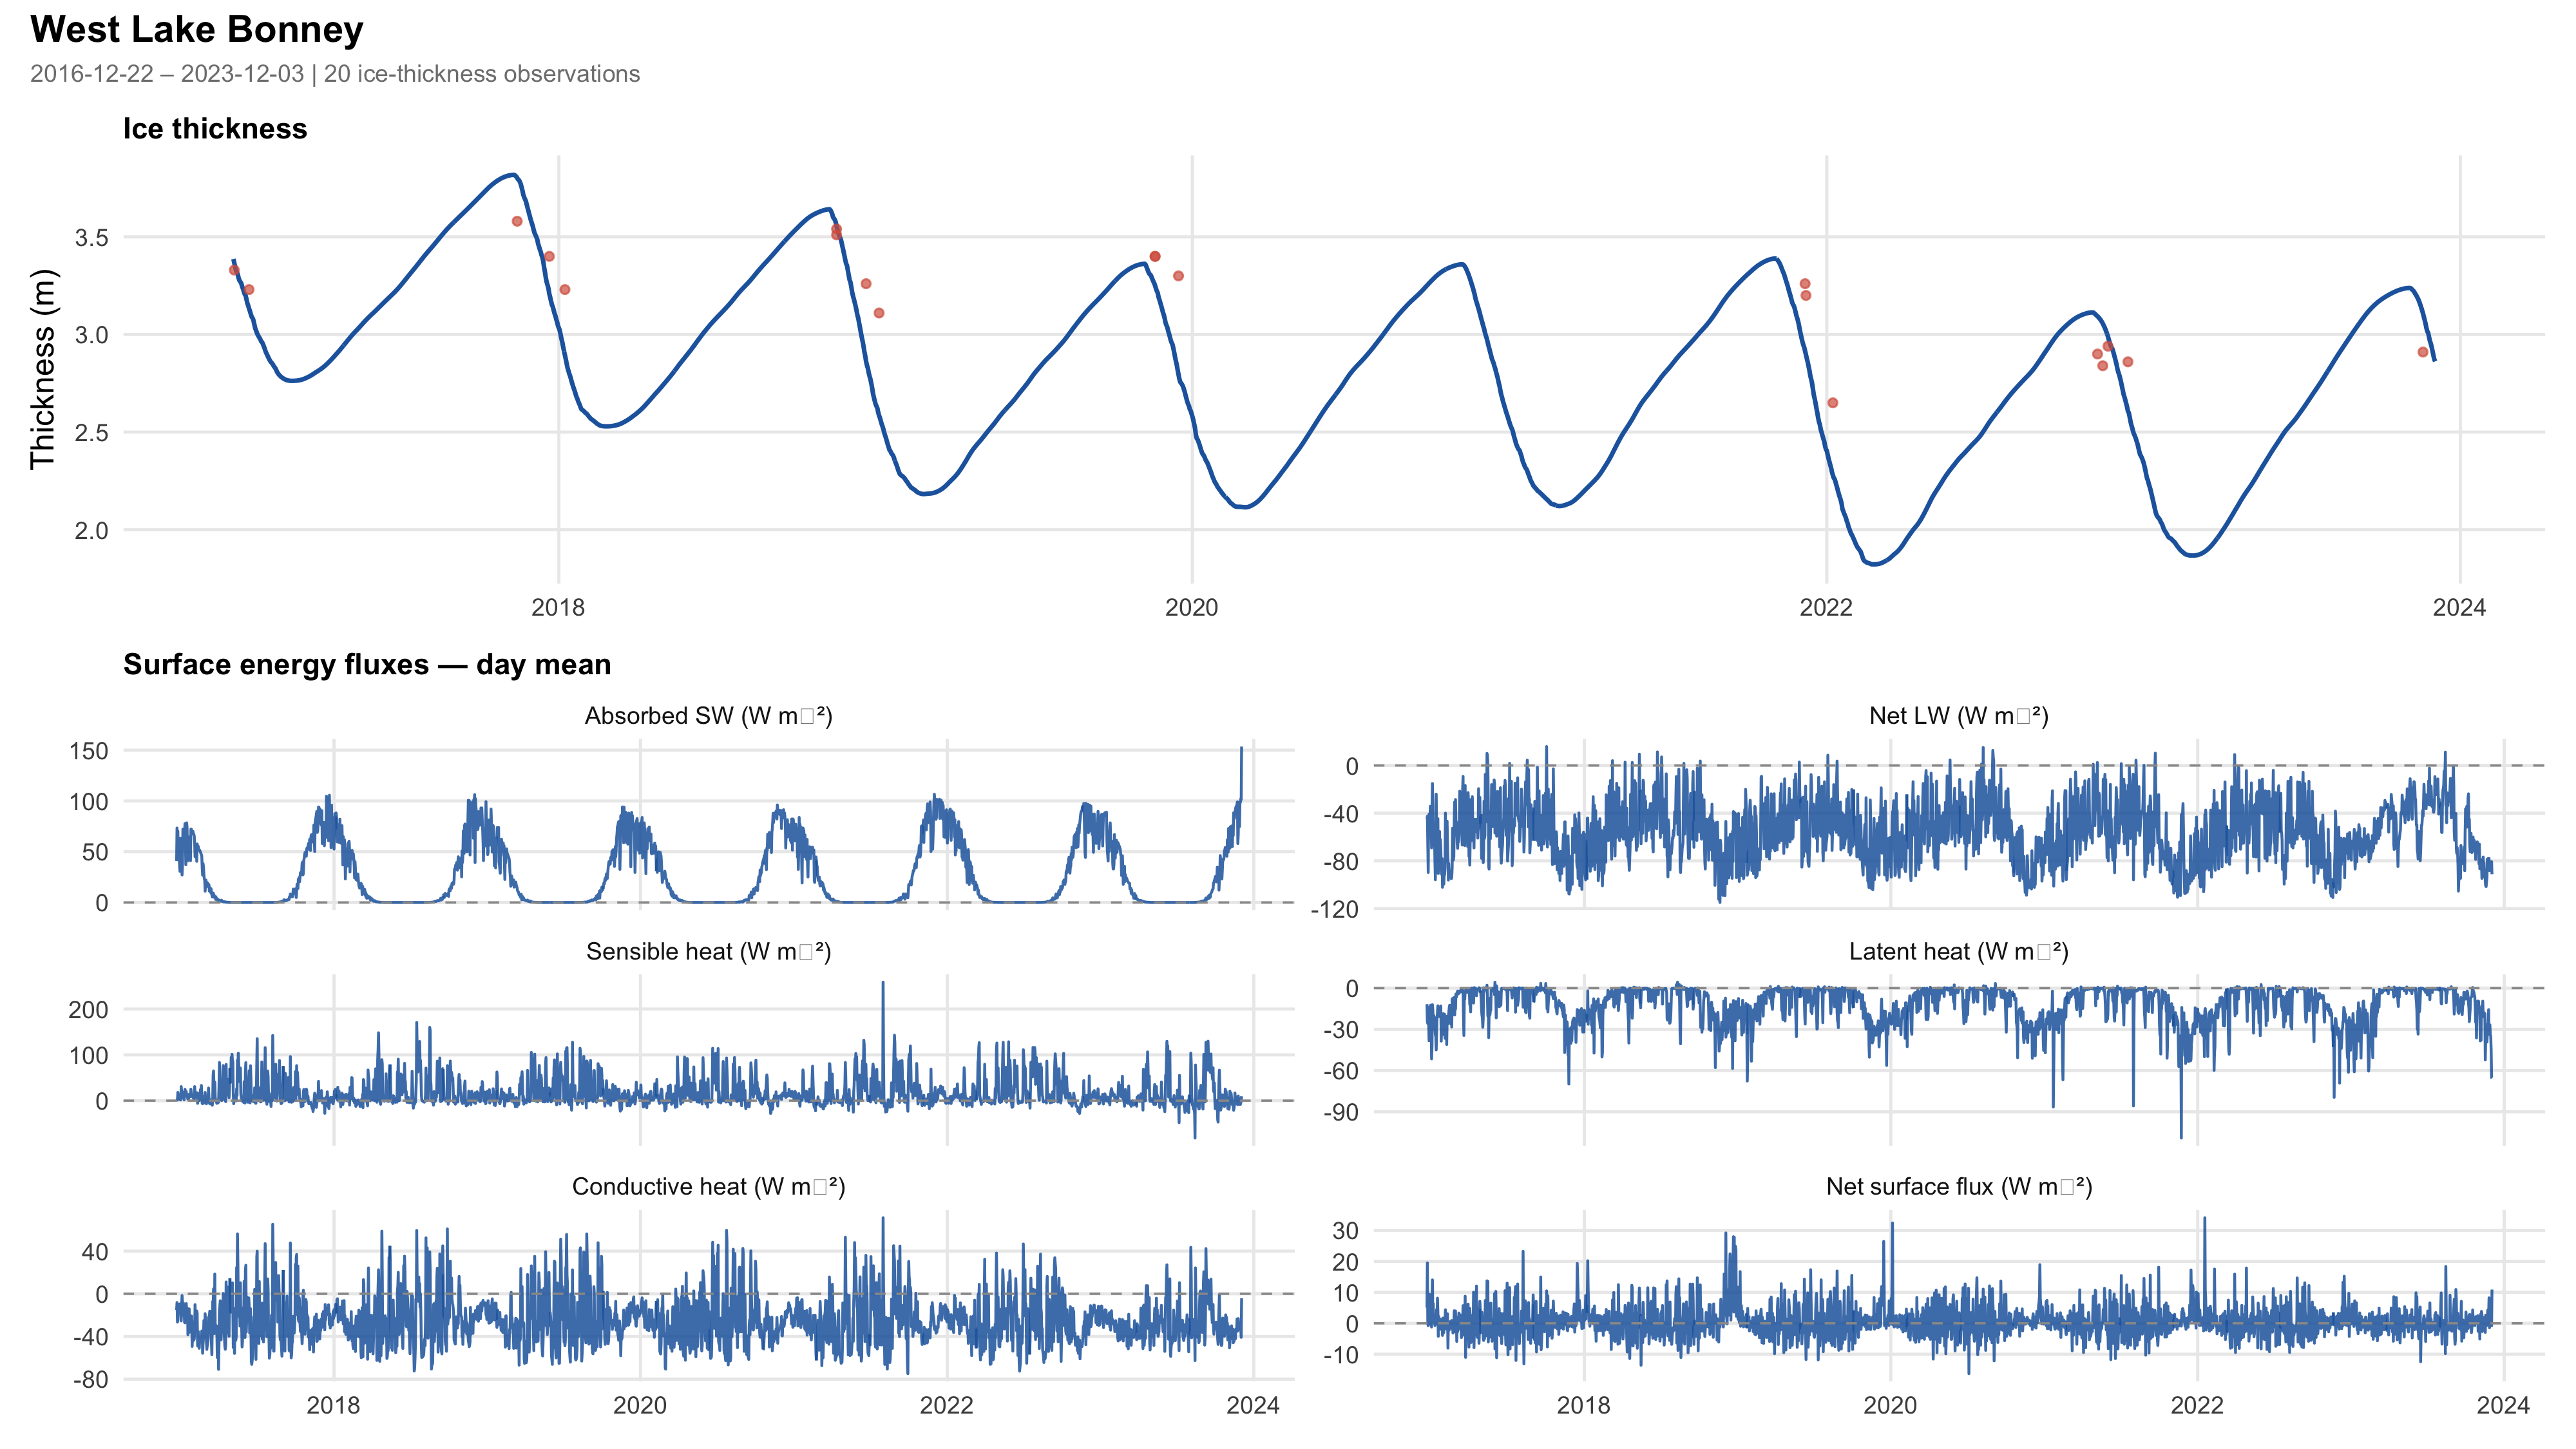 West Lake Bonney
2016-12-22 – 2023-12-03 | 20 ice-thickness observations
Ice thickness
Thickness (m)
3.5
3.0
2.5
2.0
2018 2020 2022 2024
Surface energy fluxes — day mean
Absorbed SW (W m□²)
150
100
50
0
Net LW (W m□²)
0
-40
-80
-120
Sensible heat (W m□²)
200
100
0
Latent heat (W m□²)
0
-30
-60
-90
Conductive heat (W m□²)
40
0
-40
-80
2018 2020 2022 2024
Net surface flux (W m□²)
30
20
10
0
-10
2018 2020 2022 2024